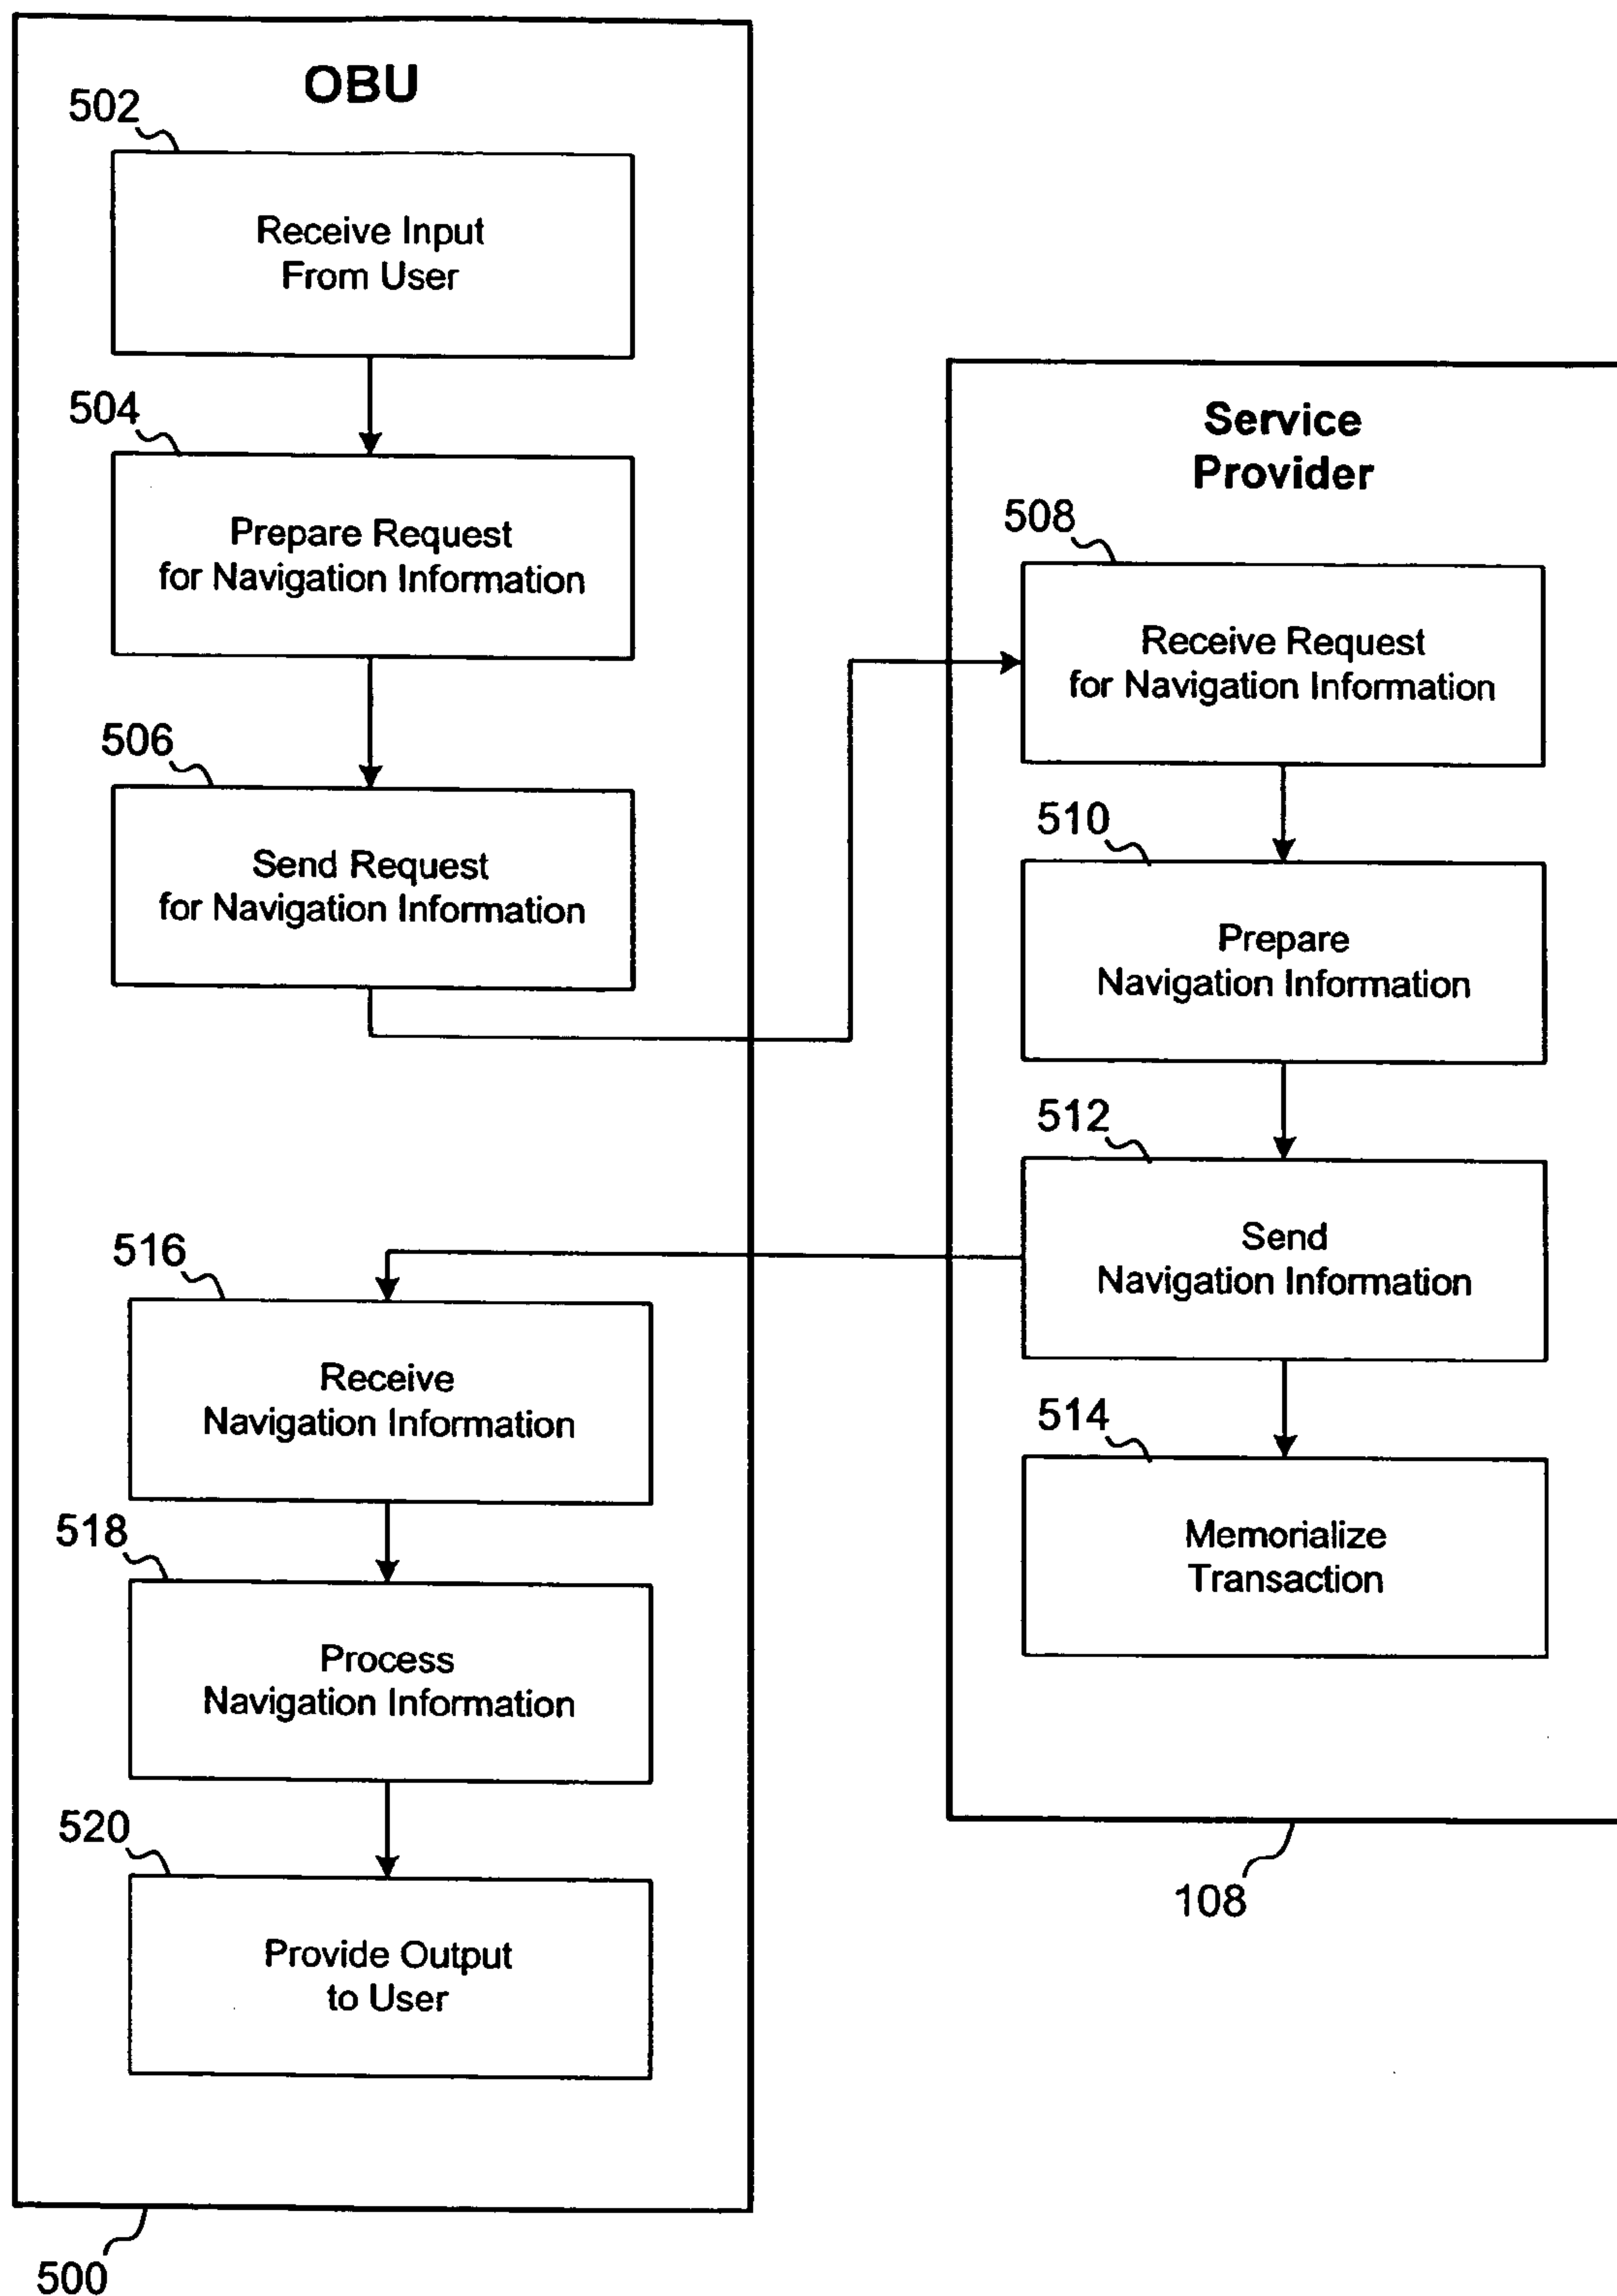 OBU
502
Receive Input
From User
504
Prepare Request
for Navigation Information
506
Send Request
for Navigation Information
Service
Provider
508
Receive Request
for Navigation Information
510
Prepare
Navigation Information
512
Send
Navigation Information
514
Memorialize
Transaction
108
516
Receive
Navigation Information
518
Process
Navigation Information
520
Provide Output
to User
500